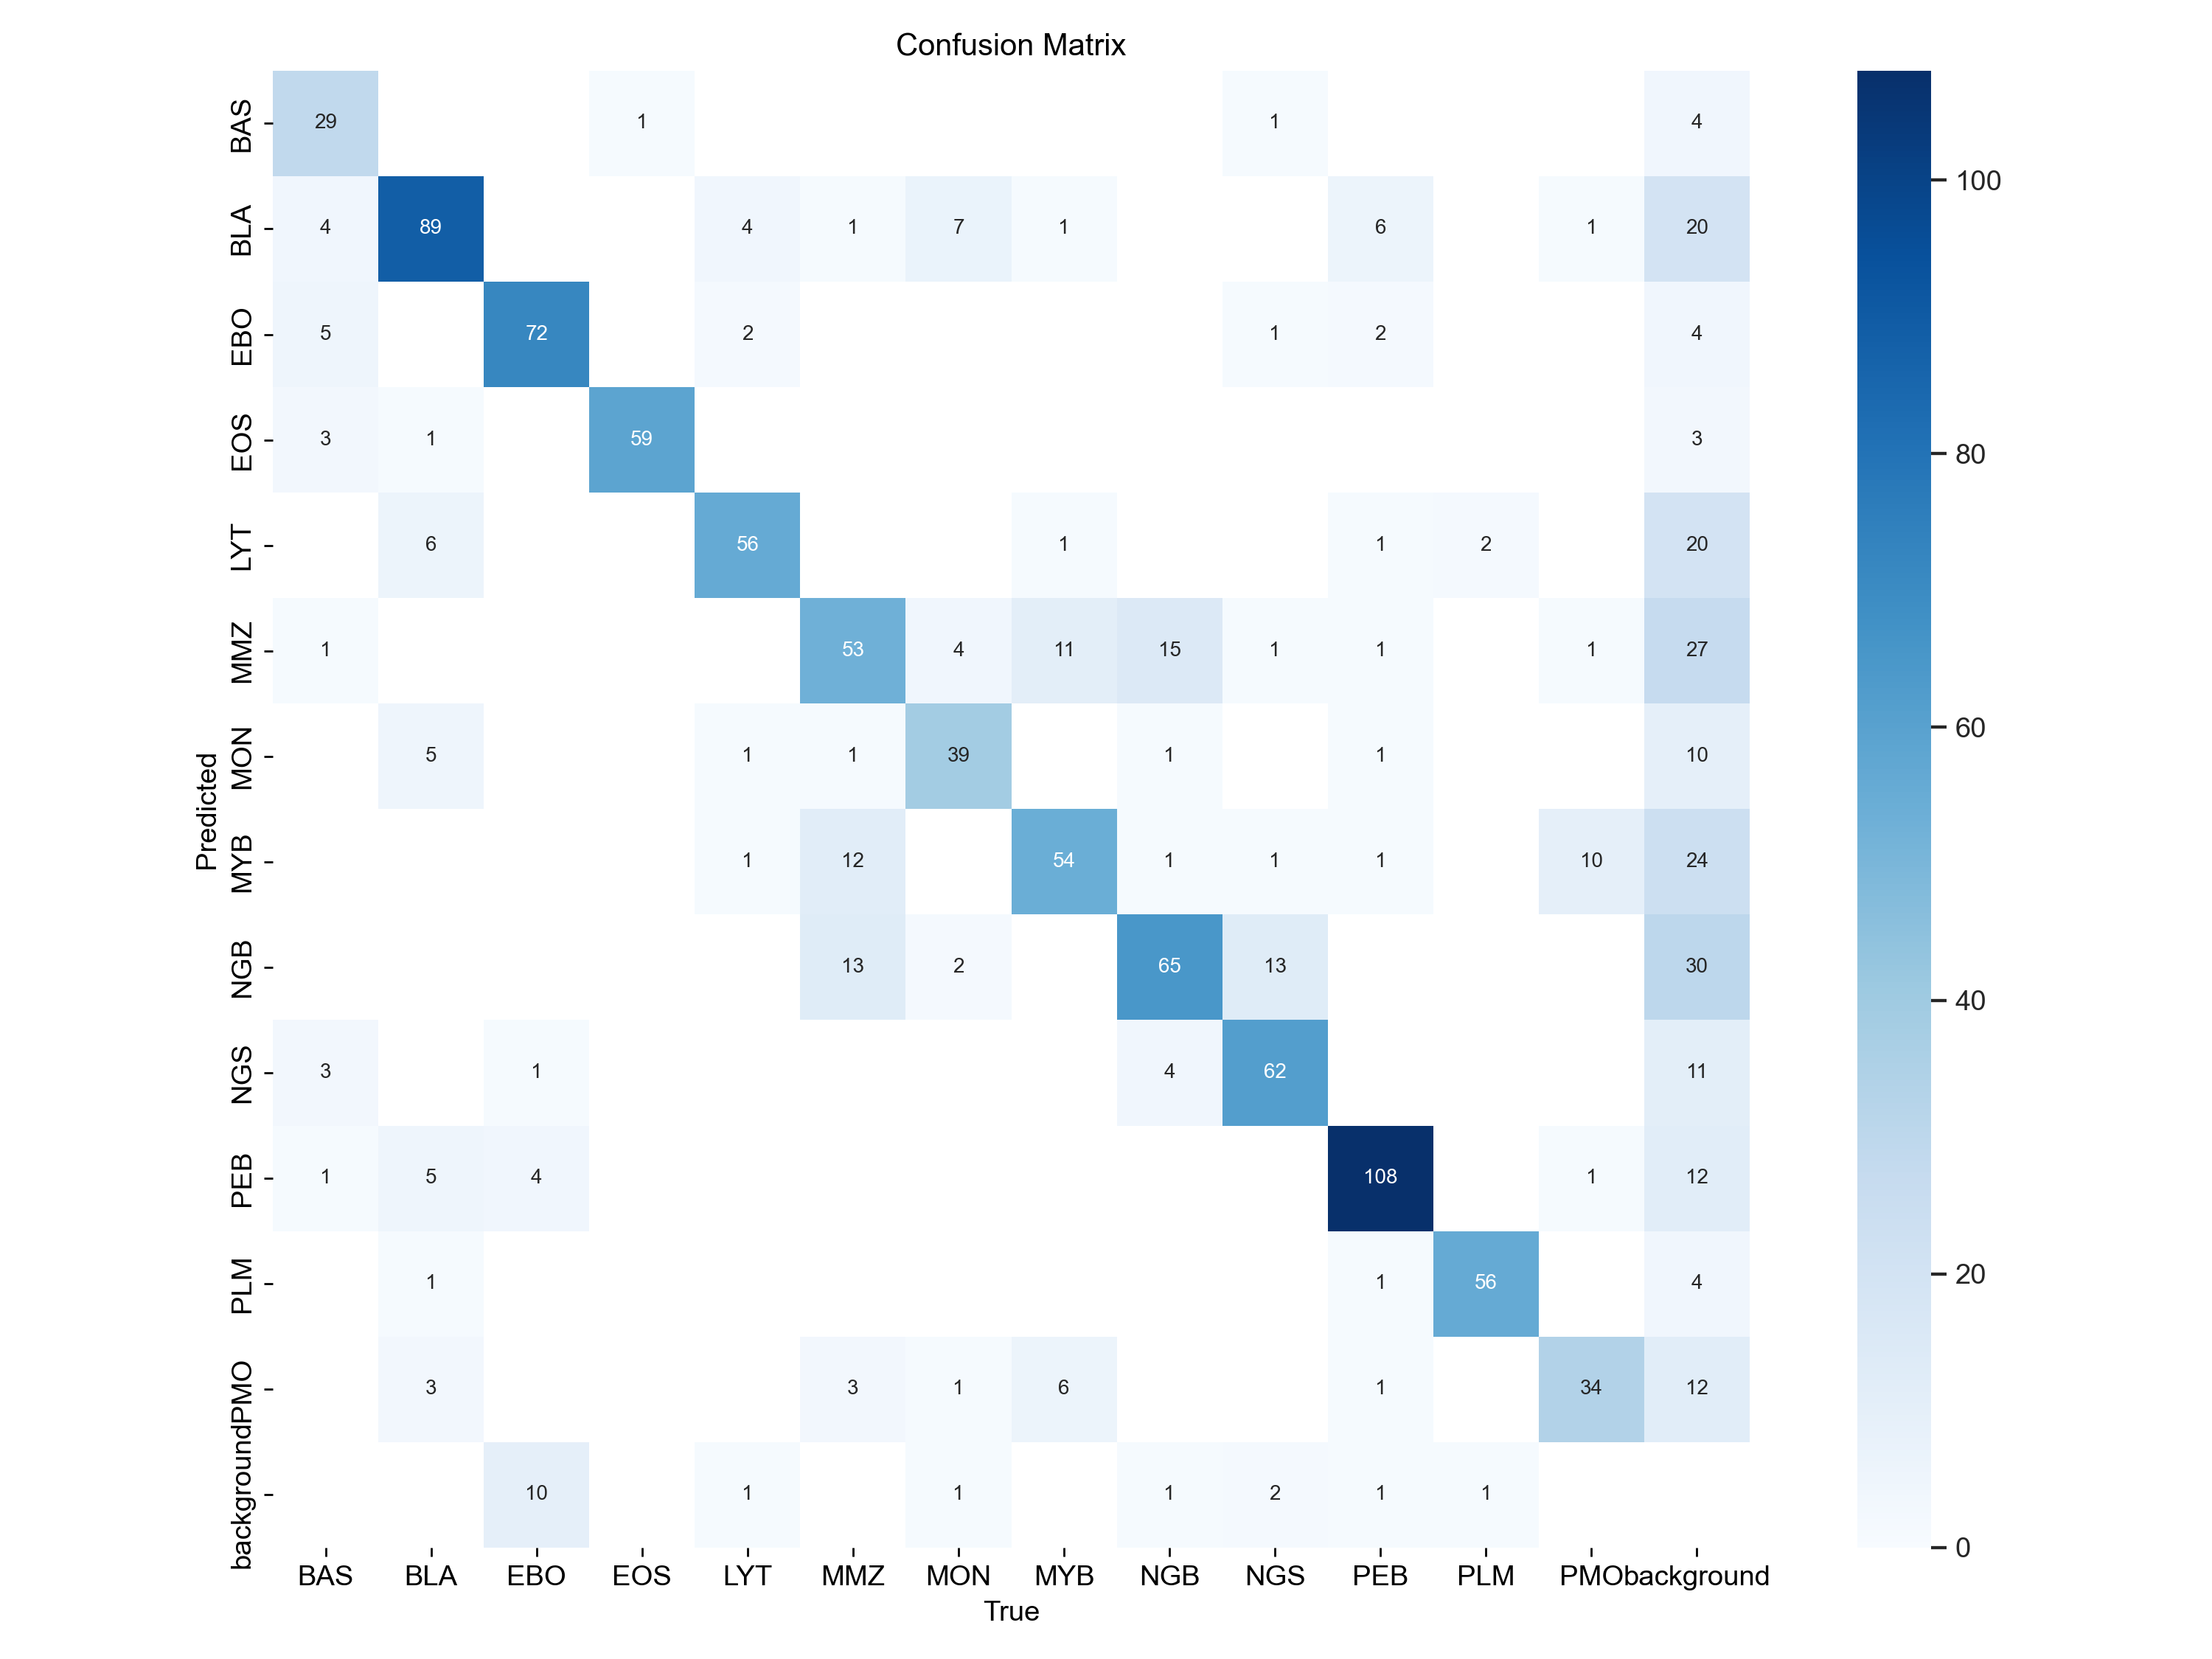 Confusion Matrix
BAS 29 1 1 4
BLA 4 89 4 1 7 1 6 1 20
EBO 5 72 2 1 2 4
EOS 3 1 59 3
LYT 6 56 1 1 2 20
MMZ 1 53 4 11 15 1 1 1 27
MON 5 1 1 39 1 1 10
MYB 1 12 54 1 1 1 10 24
NGB 13 2 65 13 30
NGS 3 1 4 62 11
PEB 1 5 4 108 1 12
PLM 1 1 56 4
PMO 3 3 1 6 1 34 12
background 10 1 1 1 2 1 1
BAS BLA EBO EOS LYT MMZ MON MYB NGB NGS PEB PLM PMO background
True
Predicted
100
80
60
40
20
0